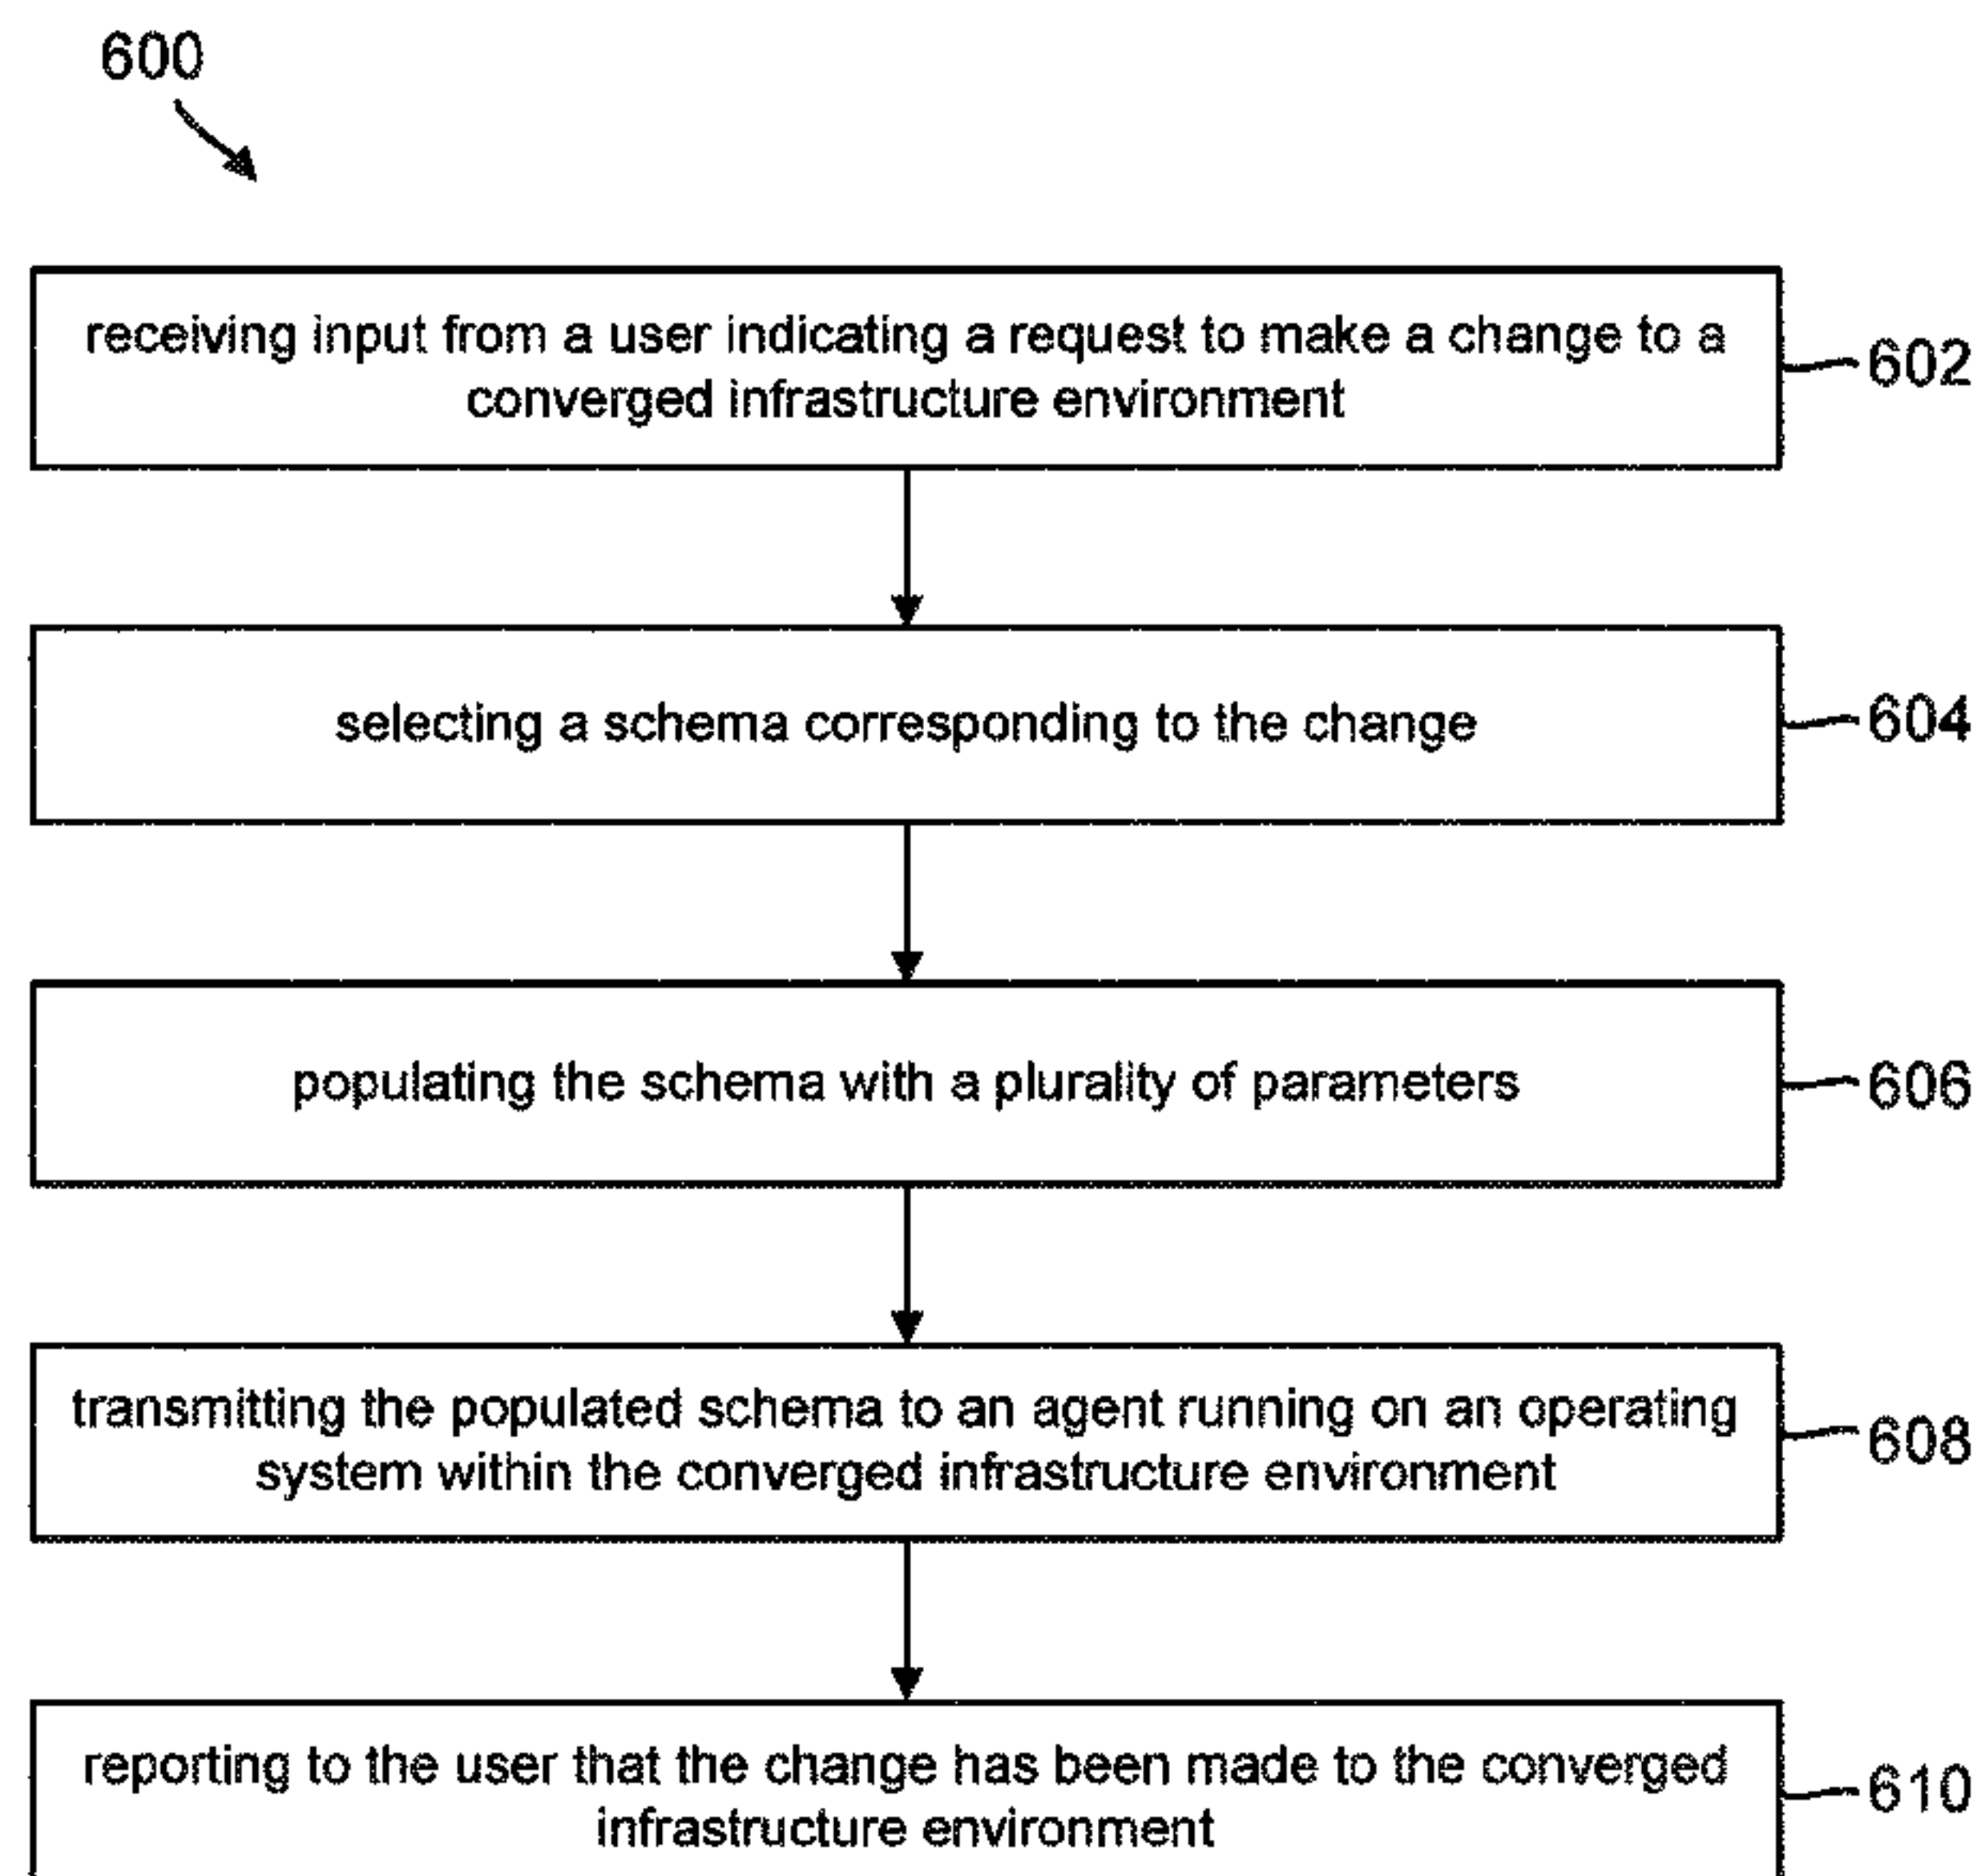 600
receiving input from a user indicating a request to make a change to a
converged infrastructure environment
602
selecting a schema corresponding to the change
604
populating the schema with a plurality of parameters
606
transmitting the populated schema to an agent running on an operating
system within the converged infrastructure environment
608
reporting to the user that the change has been made to the converged
infrastructure environment
610